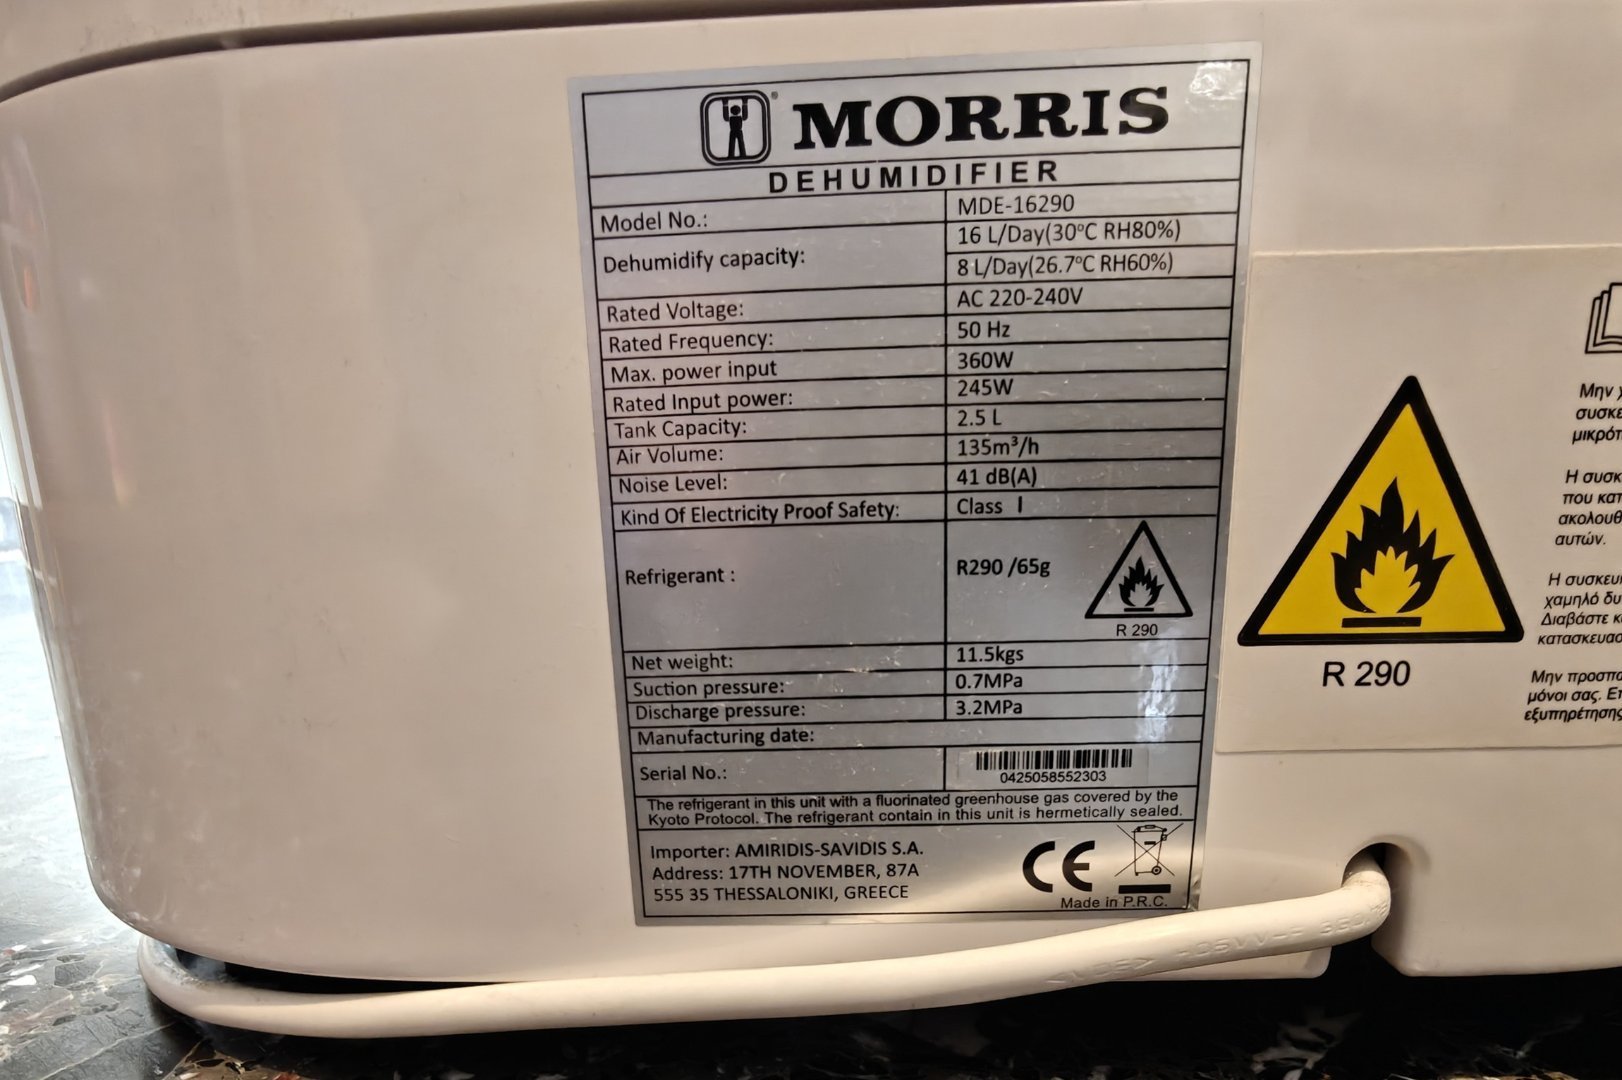 MORRIS
DEHUMIDIFIER
Model No.: MDE-16290
Dehumidify capacity: 16 L/Day(30°C RH80%)
8 L/Day(26.7°C RH60%)
Rated Voltage: AC 220-240V
Rated Frequency: 50 Hz
Max. power input 360W
Rated Input power: 245W
Tank Capacity: 2.5 L
Air Volume: 135m³/h
Noise Level: 41 dB(A)
Kind Of Electricity Proof Safety: Class I
Refrigerant : R290 /65g
R 290
Net weight: 11.5kgs
Suction pressure: 0.7MPa
Discharge pressure: 3.2MPa
Manufacturing date:
Serial No.: 0425058552303
The refrigerant in this unit with a fluorinated greenhouse gas covered by the
Kyoto Protocol. The refrigerant contain in this unit is hermetically sealed.
Importer: AMIRIDIS-SAVIDIS S.A.
Address: 17TH NOVEMBER, 87A
555 35 THESSALONIKI, GREECE
CE
Made in P.R.C.
R 290
Μην
μικρότ
Η
που
αυτών.
Η
χαμηλό
Διαβάστε
Μην
μόνοι σας.
εξυπηρέτησης